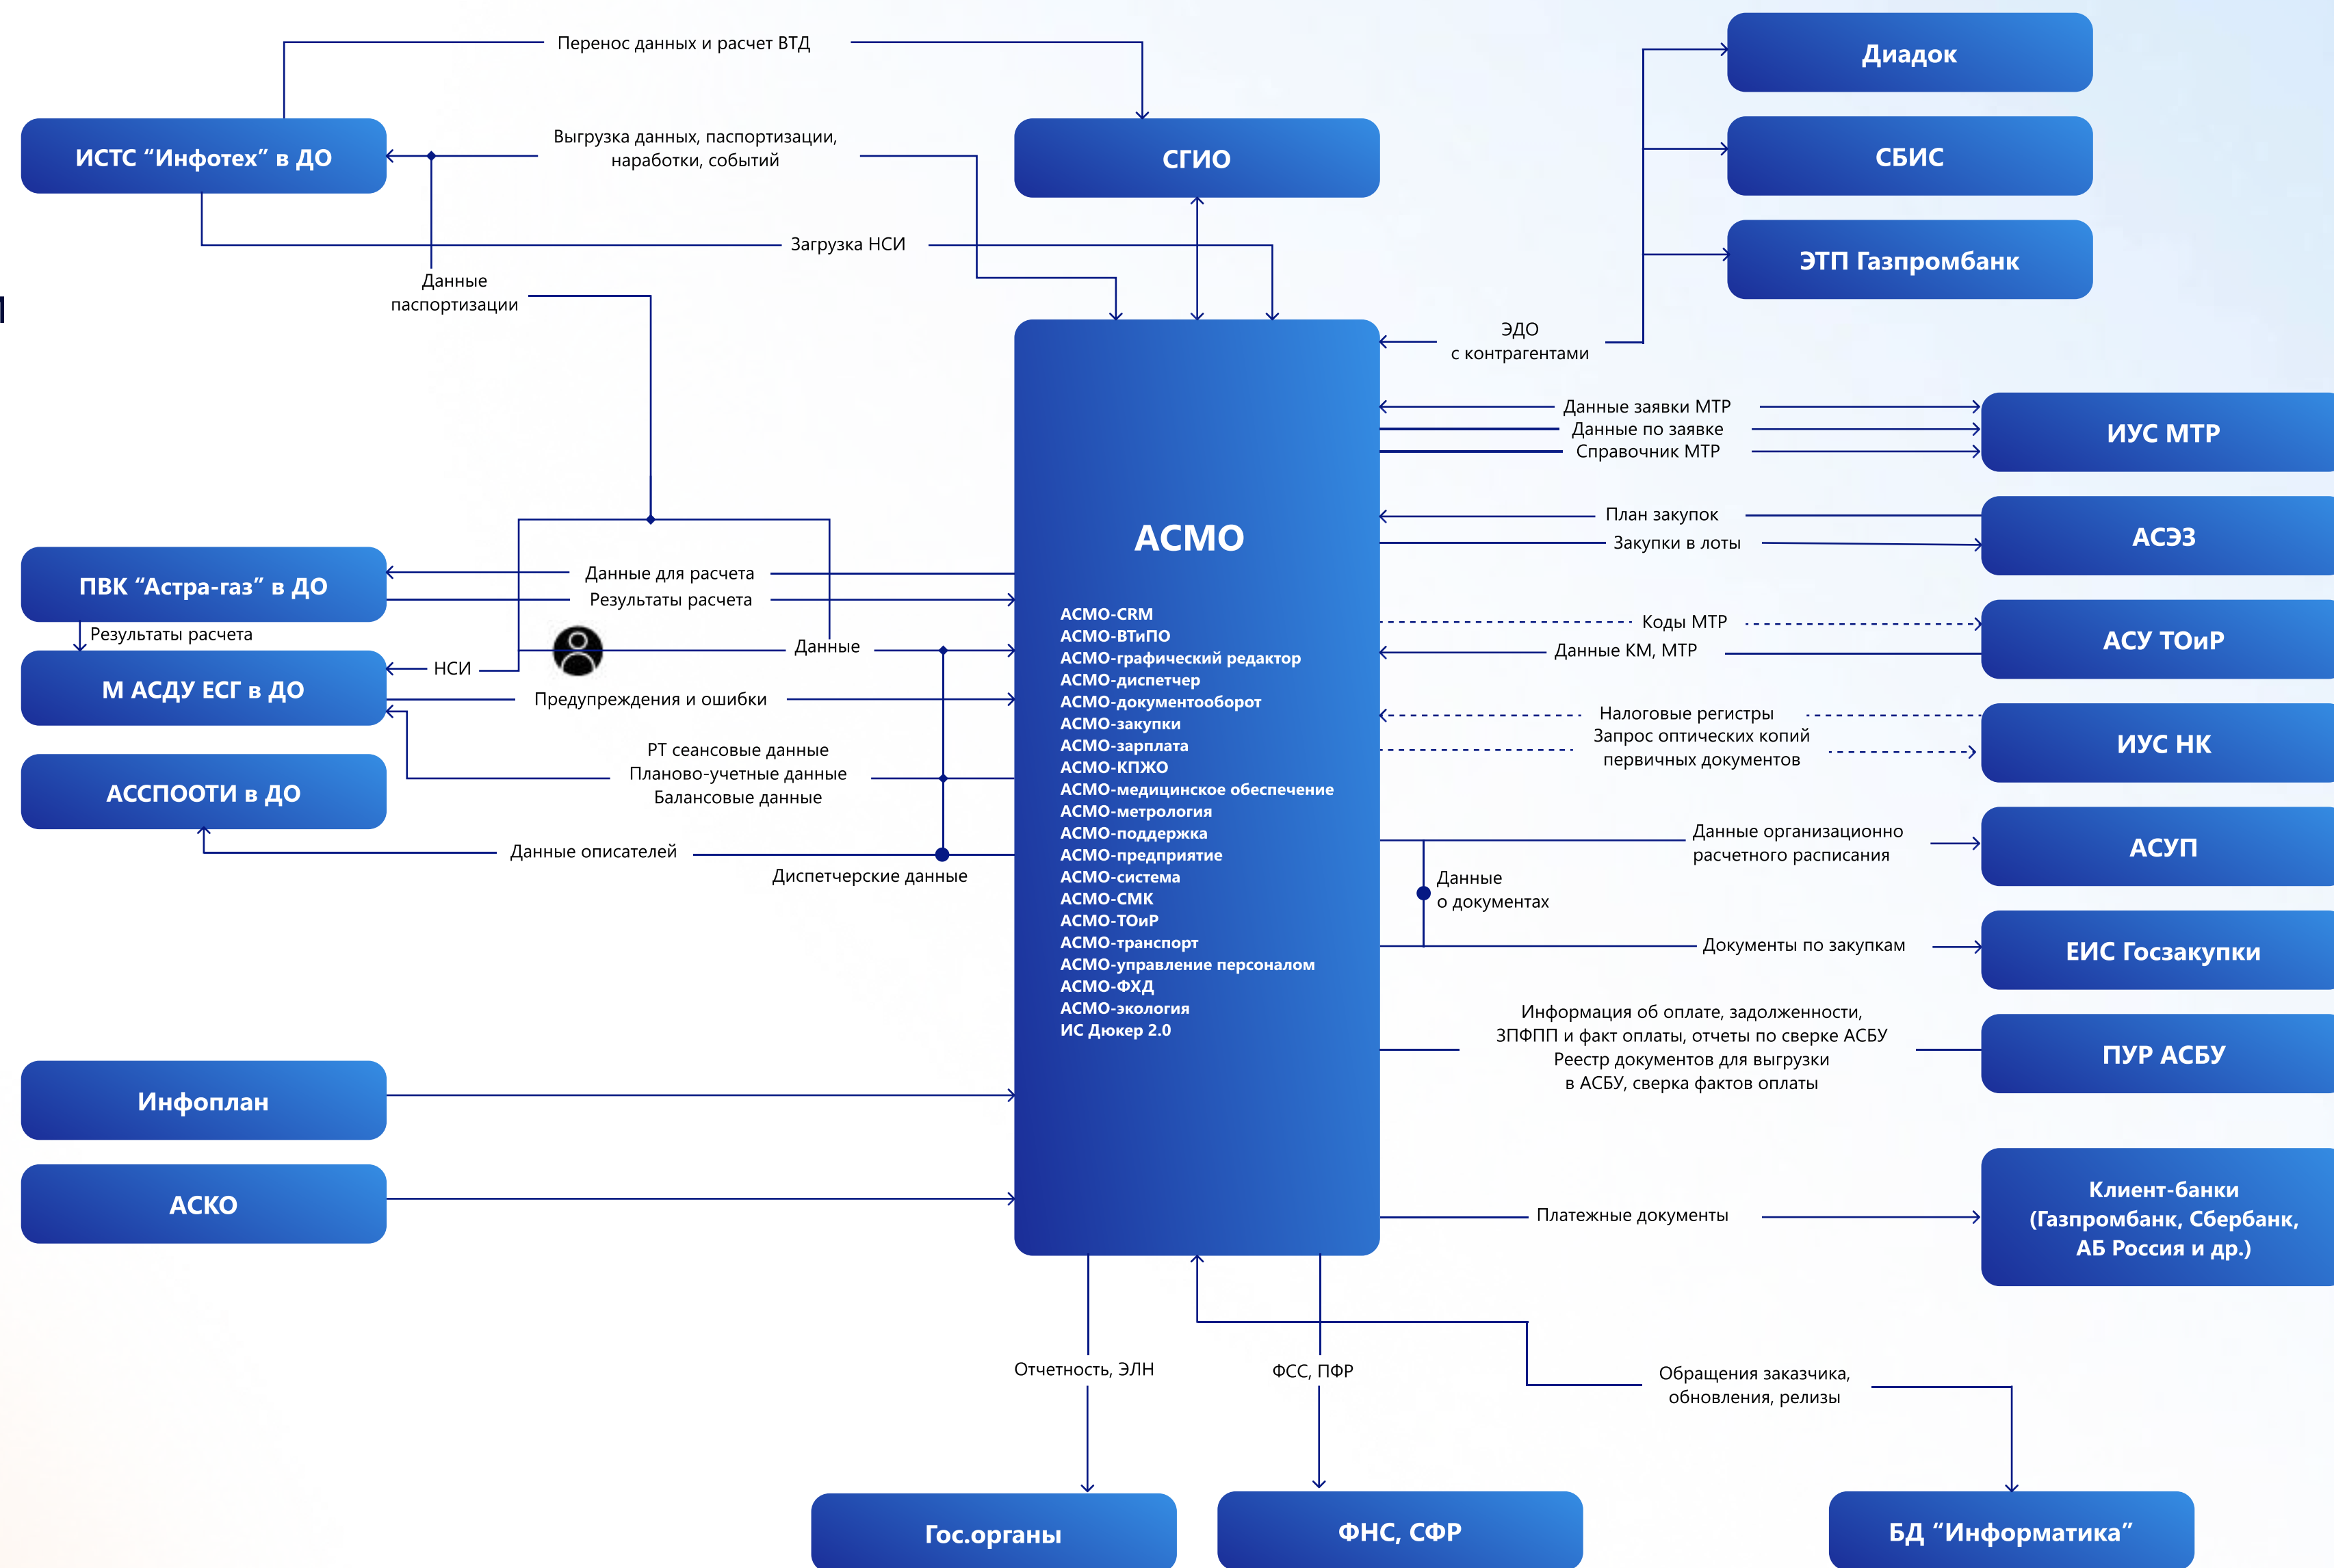 Перенос данных и расчет ВТД
Диадок
ИСТС “Инфотех” в ДО
Выгрузка данных, паспортизации,
наработки, событий
СГИО
СБИС
Загрузка НСИ
ЭТП Газпромбанк
Данные
паспортизации
ЭДО
с контрагентами
Данные заявки МТР
Данные по заявке
Справочник МТР
ИУС МТР
План закупок
Закупки в лоты
АСЭЗ
АСМО
ПВК “Астра-газ” в ДО
Данные для расчета
Результаты расчета
Результаты расчета
Коды МТР
Данные КМ, МТР
АСУ ТОиР
Данные
НСИ
М АСДУ ЕСГ в ДО
Предупреждения и ошибки
РТ сеансовые данные
Планово-учетные данные
Балансовые данные
АССПООТИ в ДО
Данные описателей
Диспетчерские данные
АСМО-CRM
АСМО-ВТиПО
АСМО-графический редактор
АСМО-диспетчер
АСМО-документооборот
АСМО-закупки
АСМО-зарплата
АСМО-КПЖО
АСМО-медицинское обеспечение
АСМО-метрология
АСМО-поддержка
АСМО-предприятие
АСМО-система
АСМО-СМК
АСМО-ТОиР
АСМО-транспорт
АСМО-управление персоналом
АСМО-ФХД
АСМО-экология
ИС Дюкер 2.0
Налоговые регистры
Запрос оптических копий
первичных документов
ИУС НК
Данные организационно
расчетного расписания
АСУП
Данные
о документах
Документы по закупкам
ЕИС Госзакупки
Информация об оплате, задолженности,
ЗПФПП и факт оплаты, отчеты по сверке АСБУ
Реестр документов для выгрузки
в АСБУ, сверка фактов оплаты
ПУР АСБУ
Инфоплан
АСКО
Платежные документы
Клиент-банки
(Газпромбанк, Сбербанк,
АБ Россия и др.)
Отчетность, ЭЛН
ФСС, ПФР
Обращения заказчика,
обновления, релизы
Гос.органы
ФНС, СФР
БД “Информатика”